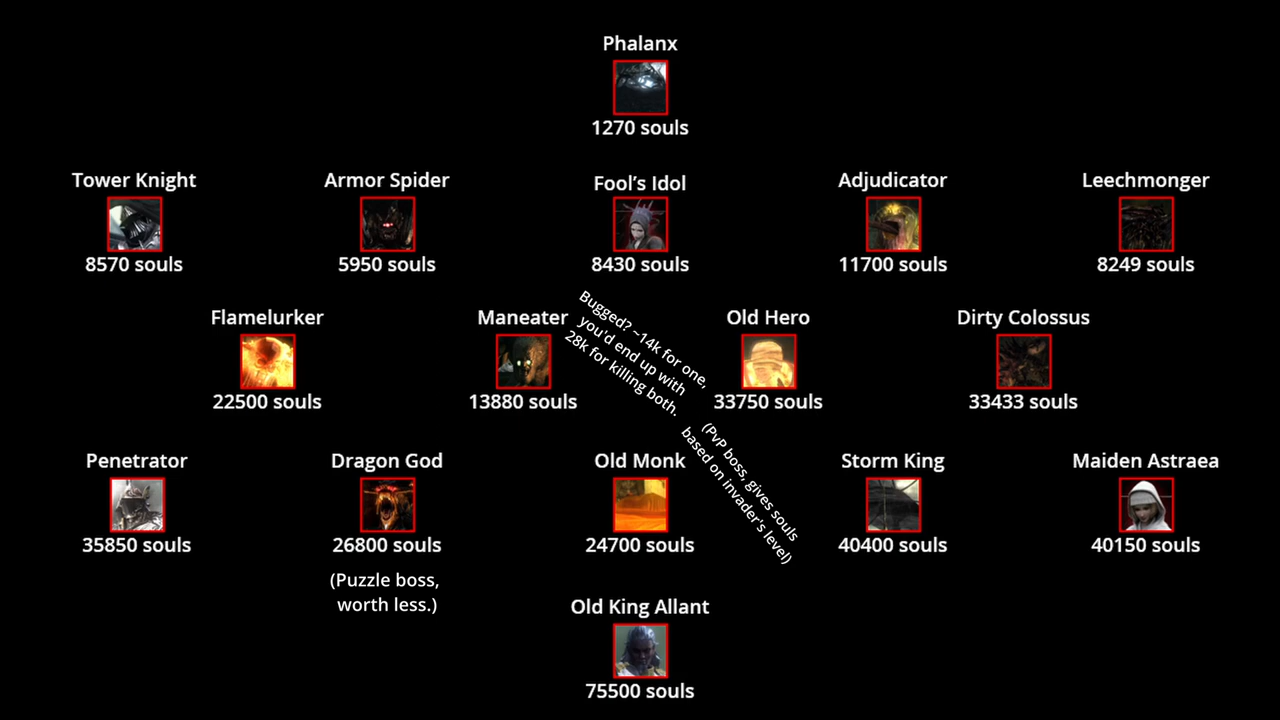 Phalanx
1270 souls
Tower Knight
8570 souls
Armor Spider
5950 souls
Fool's Idol
8430 souls
Adjudicator
11700 souls
Leechmonger
8249 souls
Flamelurker
22500 souls
Maneater
13880 souls
Bugged? ~14k for one,
you'd end up with
28k for killing both.
Old Hero
33750 souls
Dirty Colossus
33433 souls
Penetrator
35850 souls
Dragon God
26800 souls
(Puzzle boss,
worth less.)
Old Monk
24700 souls
(PvP boss, gives souls
based on invader's level)
Storm King
40400 souls
Maiden Astraea
40150 souls
Old King Allant
75500 souls